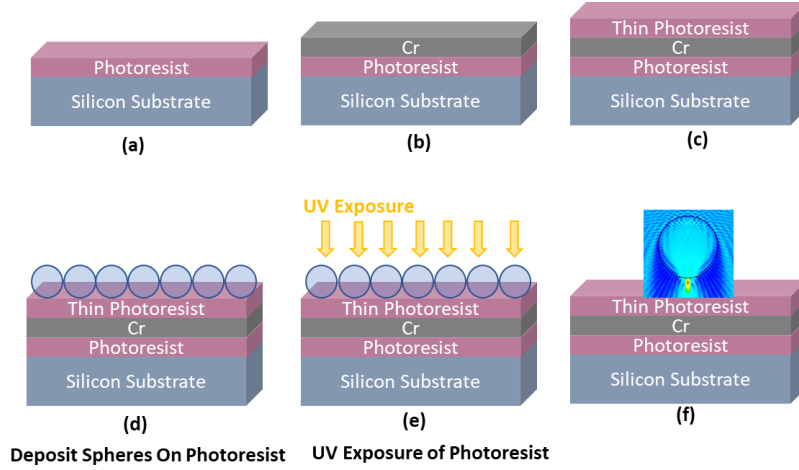 Photoresist
Silicon Substrate
(a)
Cr
Photoresist
Silicon Substrate
(b)
Thin Photoresist
Cr
Photoresist
Silicon Substrate
(c)
Thin Photoresist
Cr
Photoresist
Silicon Substrate
(d)
Deposit Spheres On Photoresist
UV Exposure
Thin Photoresist
Cr
Photoresist
Silicon Substrate
(e)
UV Exposure of Photoresist
Thin Photoresist
Cr
Photoresist
Silicon Substrate
(f)